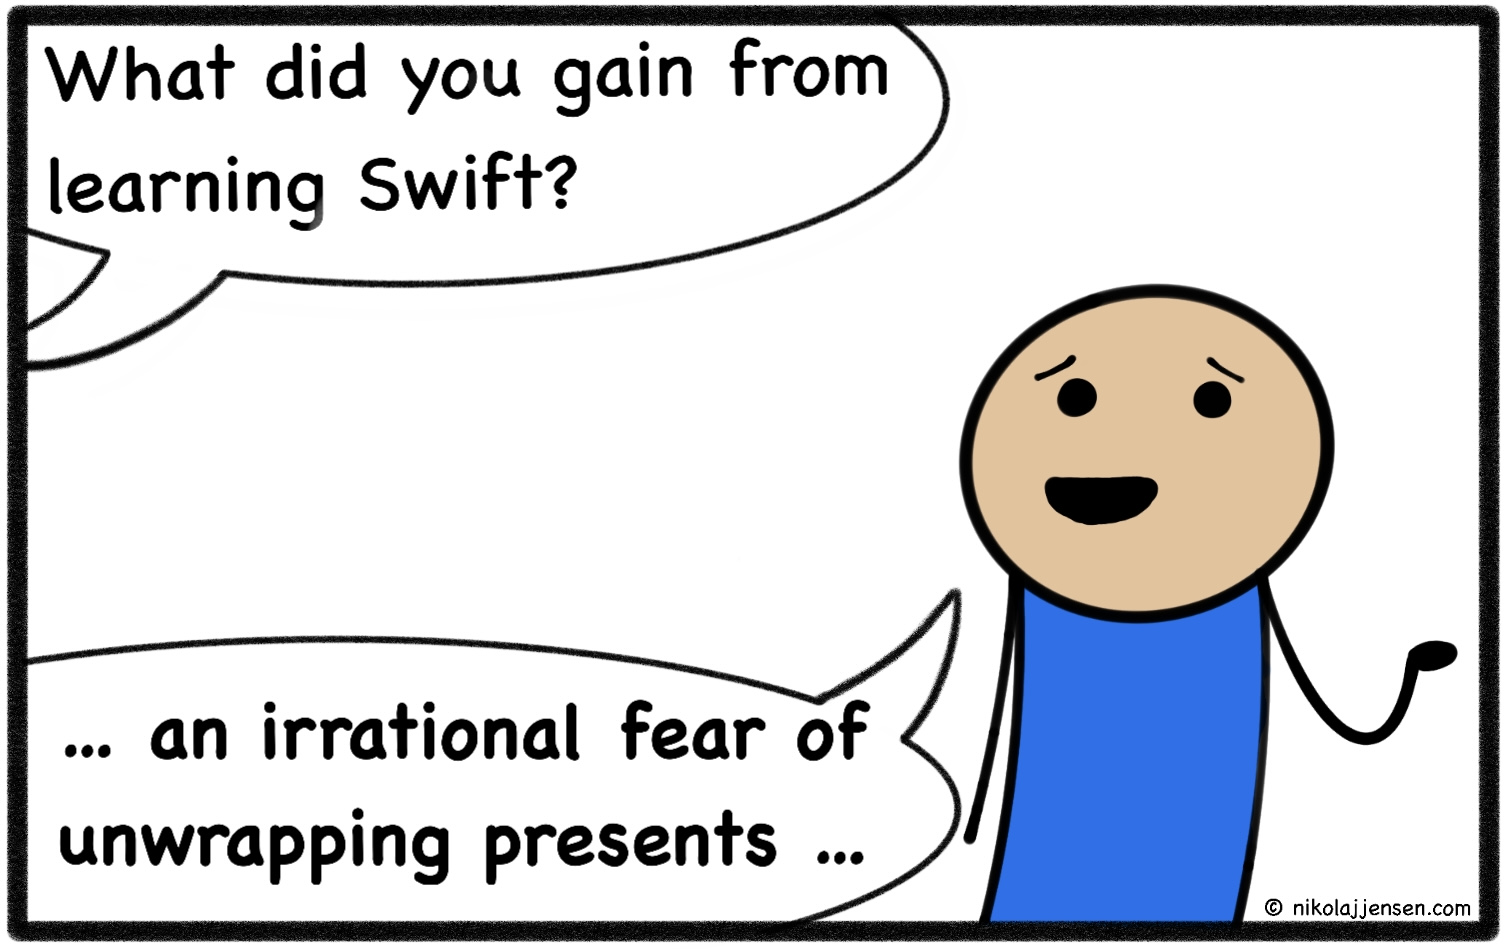 What did you gain from
learning Swift?
... an irrational fear of
unwrapping presents ...
© nikolajjensen.com